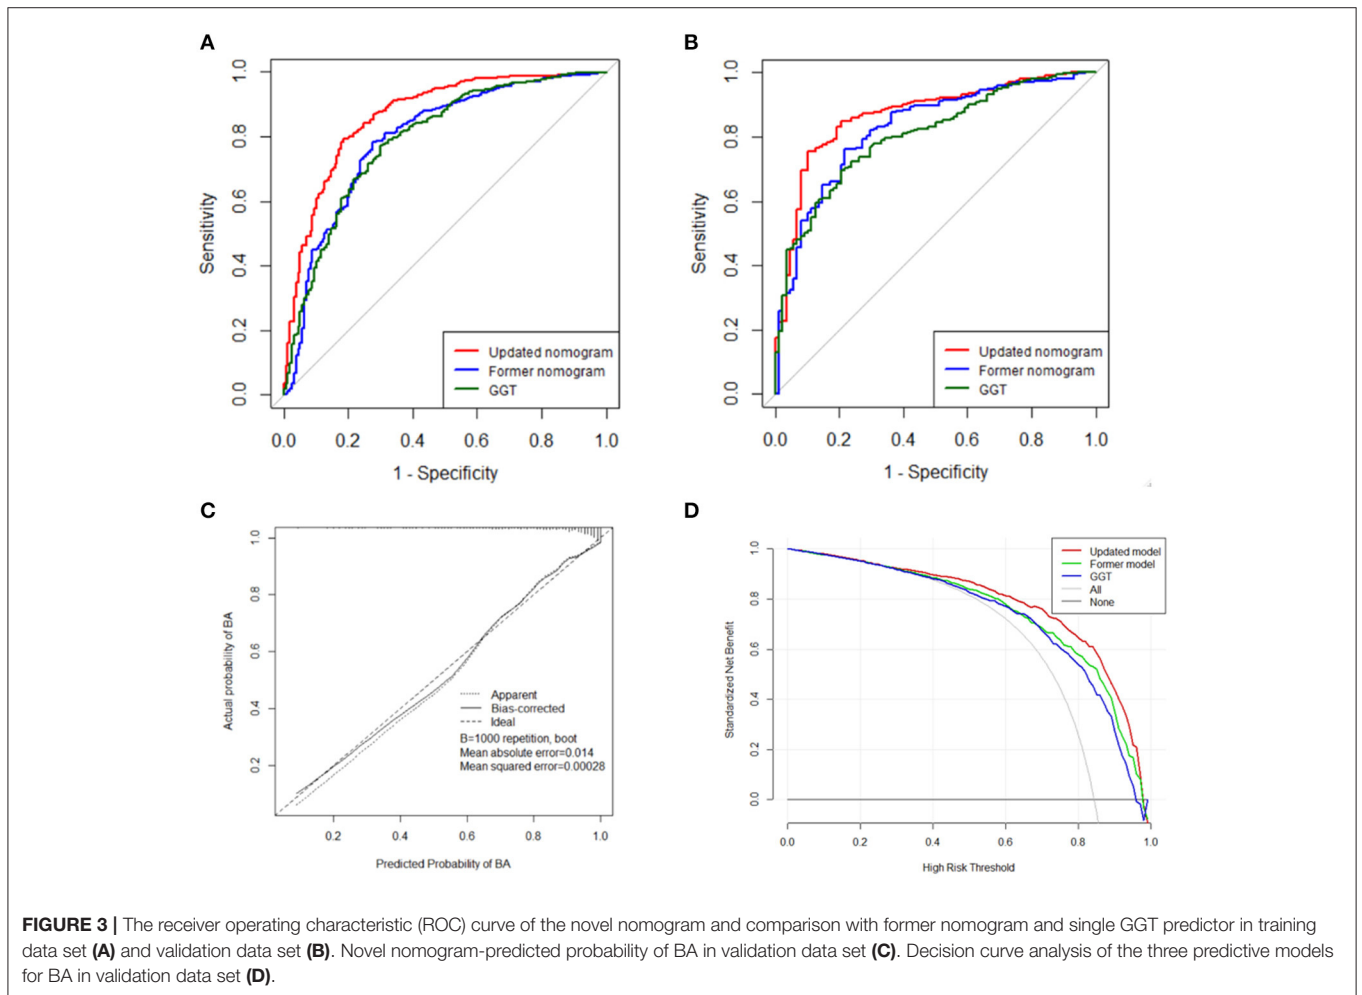 A
1.0
0.8
0.6
0.4
0.2
0.0
Sensitivity
Updated nomogram
Former nomogram
GGT
0.0 0.2 0.4 0.6 0.8 1.0
1 - Specificity
B
1.0
0.8
0.6
0.4
0.2
0.0
Sensitivity
Updated nomogram
Former nomogram
GGT
0.0 0.2 0.4 0.6 0.8 1.0
1 - Specificity
C
1.0
0.8
0.6
0.4
0.2
Actual probability of BA
Apparent
Bias-corrected
Ideal
B=1000 repetition, boot
Mean absolute error=0.014
Mean squared error=0.00028
0.2 0.4 0.6 0.8 1.0
Predicted Probability of BA
D
1.0
0.8
0.6
0.4
0.2
0.0
Standardized Net Benefit
Updated model
Former model
GGT
All
None
0.0 0.2 0.4 0.6 0.8 1.0
High Risk Threshold
FIGURE 3 | The receiver operating characteristic (ROC) curve of the novel nomogram and comparison with former nomogram and single GGT predictor in training
data set (A) and validation data set (B). Novel nomogram-predicted probability of BA in validation data set (C). Decision curve analysis of the three predictive models
for BA in validation data set (D).